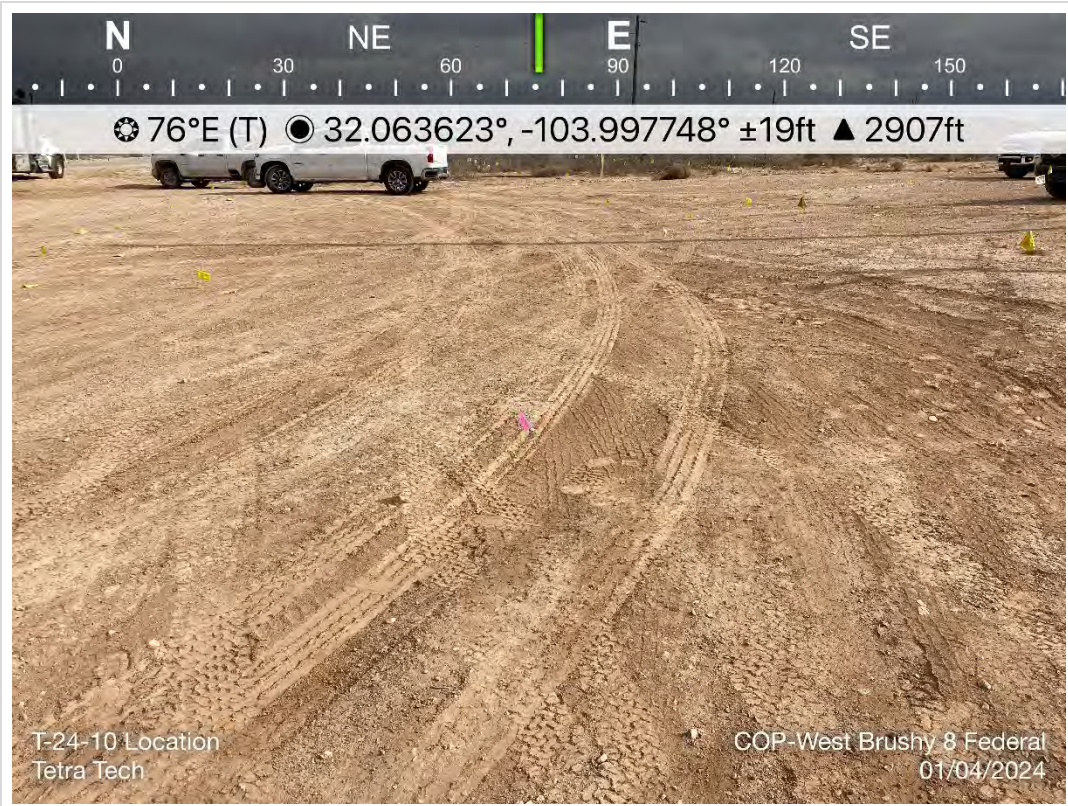 N NE E SE
0 30 60 90 120 150
76°E (T) 32.063623°, -103.997748° ±19ft ▲ 2907ft
T-24-10 Location
Tetra Tech
COP-West Brushy 8 Federal
01/04/2024